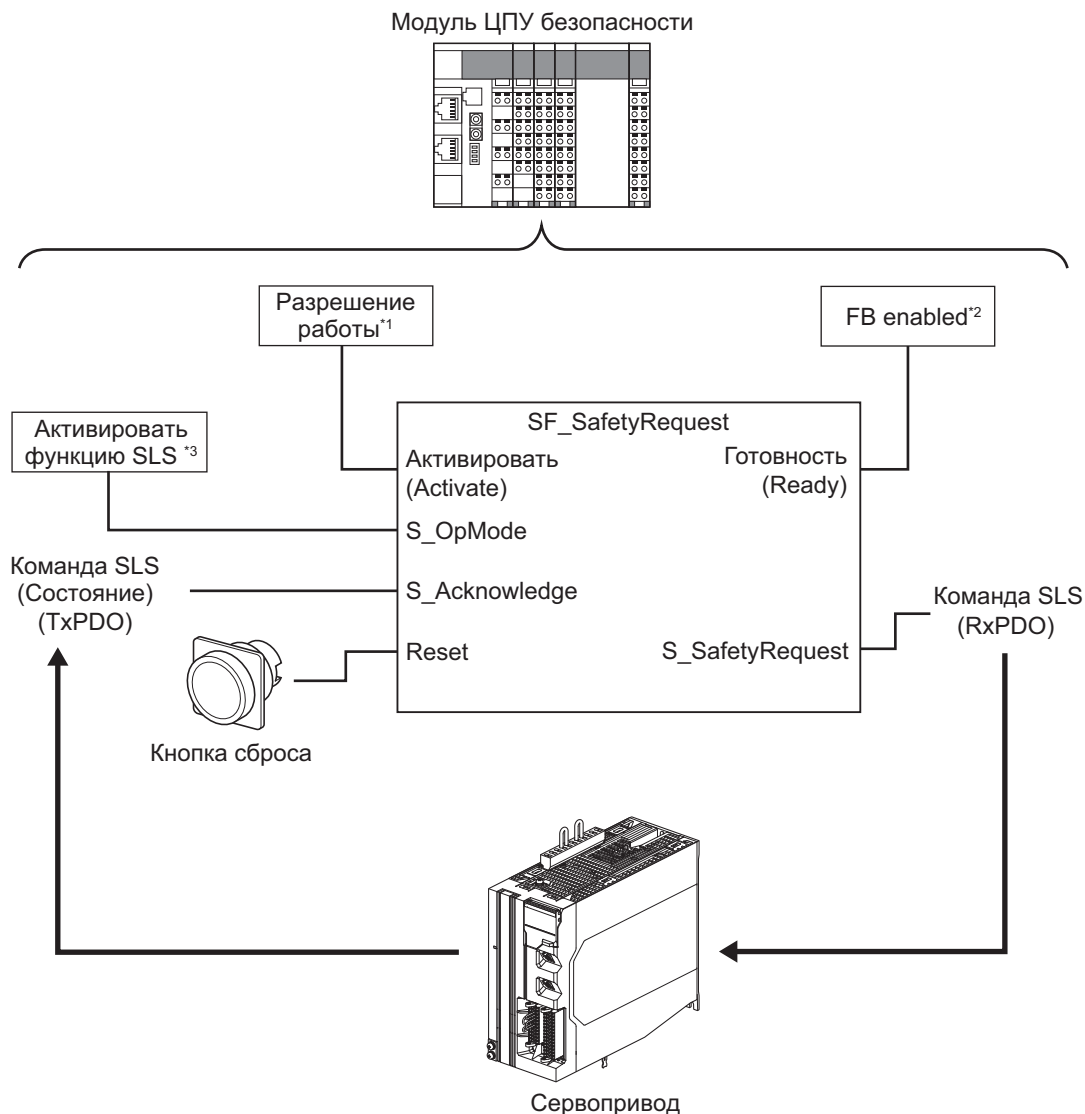 Модуль ЦПУ безопасности
Разрешение
работы*1
FB enabled*2
SF_SafetyRequest
Активировать
функцию SLS *3
Активировать
(Activate)
Готовность
(Ready)
S_OpMode
Команда SLS
(Состояние)
(TxPDO)
S_Acknowledge
Команда SLS
(RxPDO)
Reset
S_SafetyRequest
Кнопка сброса
Сервопривод